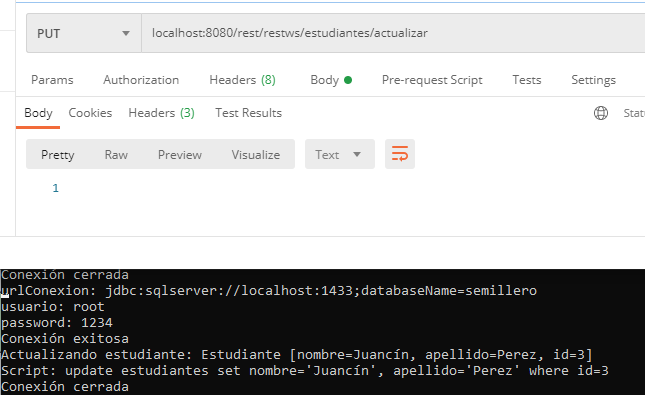 PUT localhost:8080/rest/restws/estudiantes/actualizar
Params Authorization Headers (8) Body Pre-request Script Tests Settings
Body Cookies Headers (3) Test Results
Pretty Raw Preview Visualize Text
1
Conexión cerrada
urlConexion: jdbc:sqlserver://localhost:1433;databaseName=semillero
usuario: root
password: 1234
Conexión exitosa
Actualizando estudiante: Estudiante [nombre=Juancín, apellido=Perez, id=3]
Script: update estudiantes set nombre='Juancín', apellido='Perez' where id=3
Conexión cerrada